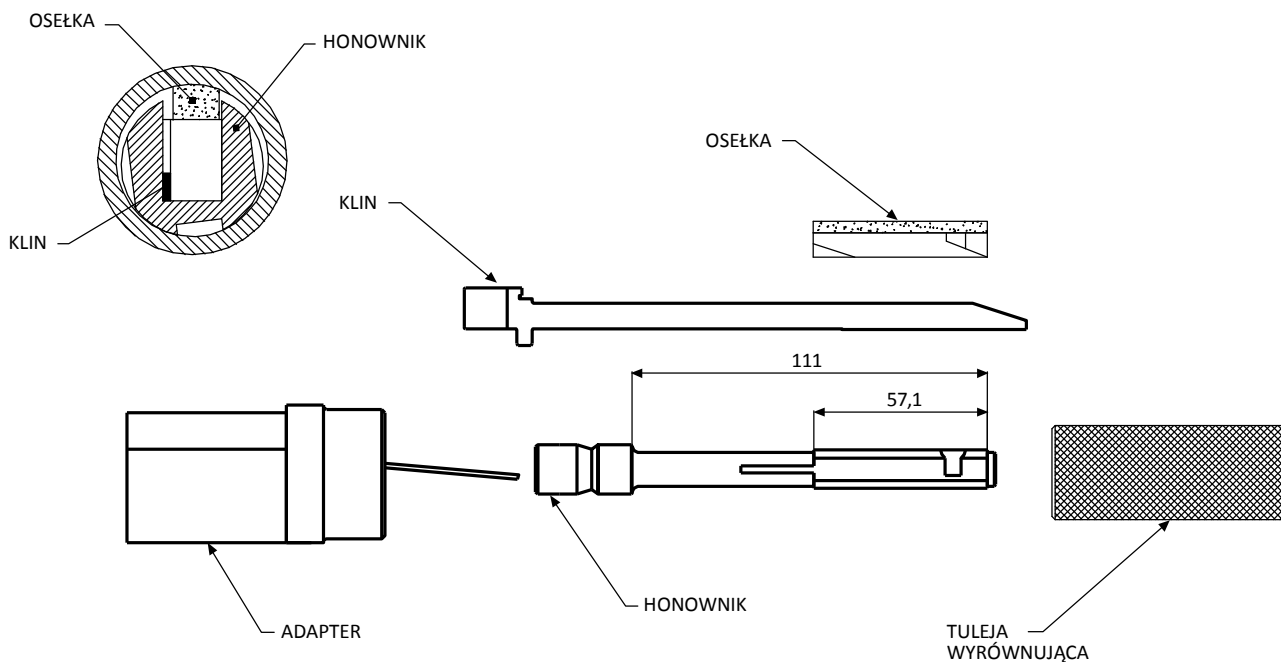 OSEŁKA
HONOWNIK
OSEŁKA
KLIN
KLIN
111
57,1
HONOWNIK
ADAPTER
TULEJA
WYRÓWNUJĄCA